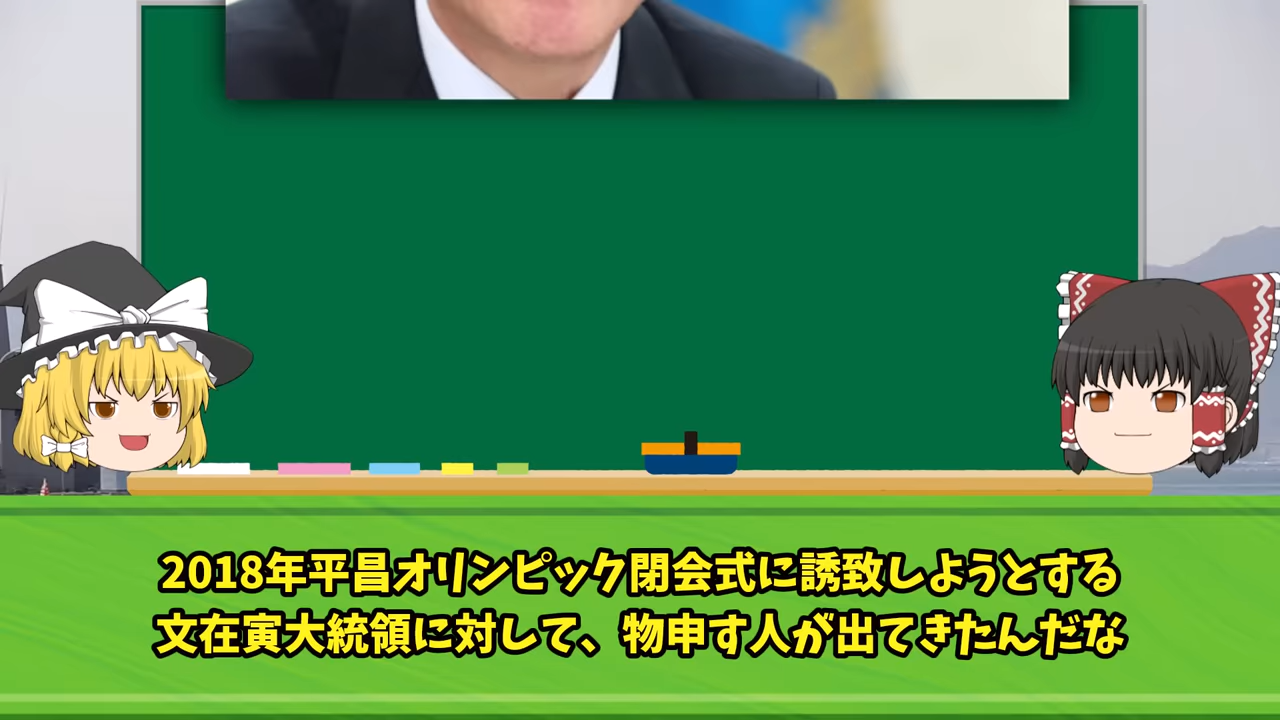 2018年平昌オリンピック閉会式に誘致しようとする
文在寅大統領に対して、物申す人が出てきたんだな